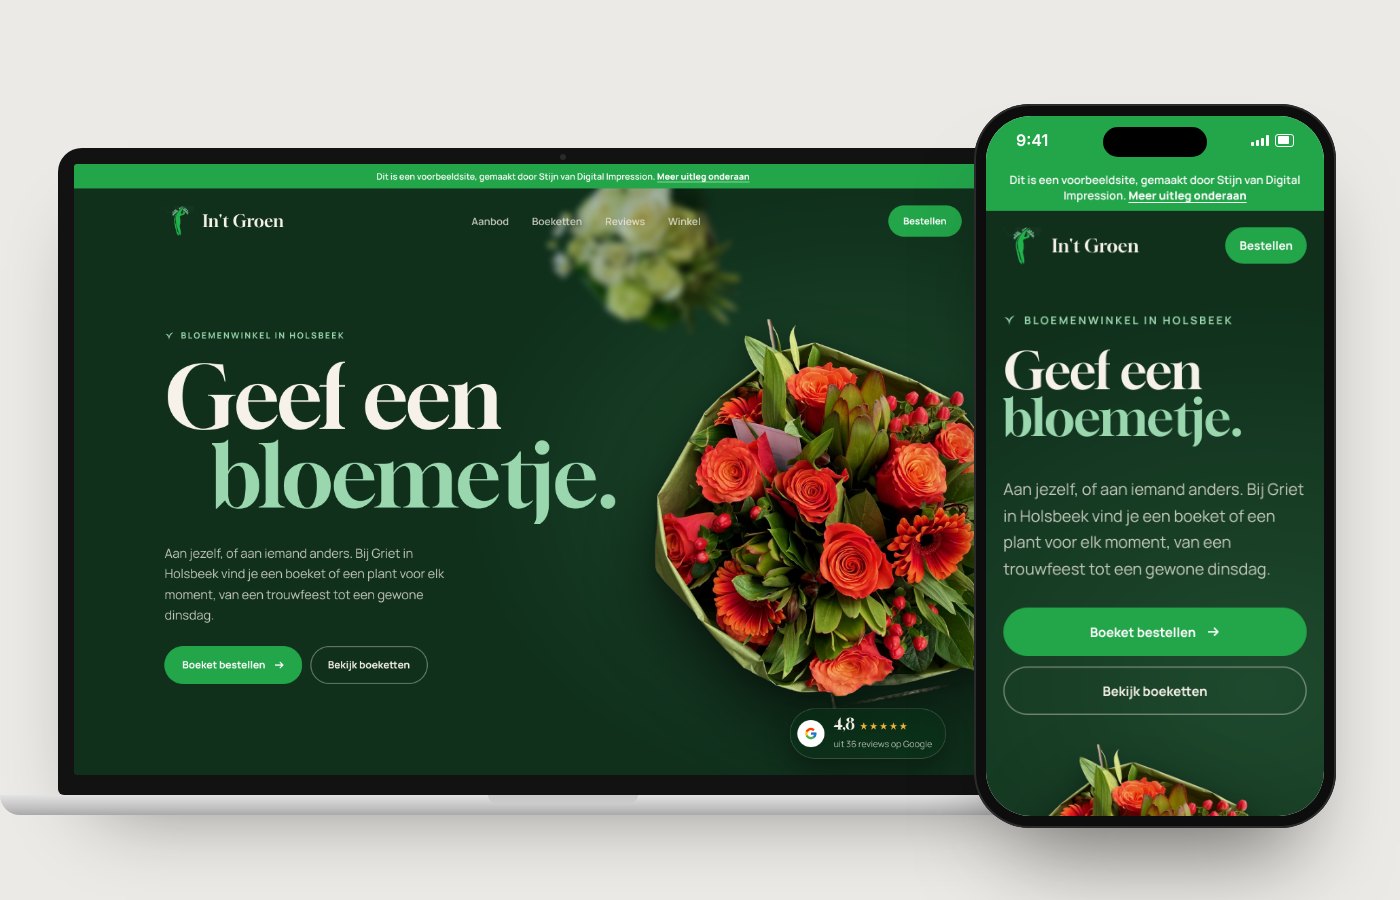 Dit is een voorbeeldsite, gemaakt door Stijn van Digital Impression. Meer uitleg onderaan
In't Groen
Aanbod Boeketten Reviews Winkel
Bestellen
BLOEMENWINKEL IN HOLSBEEK
Geef een
bloemetje.
Aan jezelf, of aan iemand anders. Bij Griet in
Holsbeek vind je een boeket of een plant voor elk
moment, van een trouwfeest tot een gewone
dinsdag.
Boeket bestellen →
Bekijk boeketten
G
4,8 ★★★★★
uit 36 reviews op Google
9:41
Dit is een voorbeeldsite, gemaakt door Stijn van Digital
Impression. Meer uitleg onderaan
In't Groen
Bestellen
BLOEMENWINKEL IN HOLSBEEK
Geef een
bloemetje.
Aan jezelf, of aan iemand anders. Bij Griet
in Holsbeek vind je een boeket of een
plant voor elk moment, van een
trouwfeest tot een gewone dinsdag.
Boeket bestellen →
Bekijk boeketten